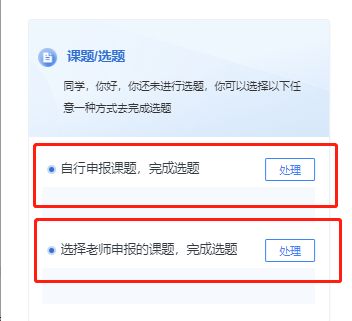 课题/选题
同学，你好，你还未进行选题，你可以选择以下任
意一种方式去完成选题
自行申报课题，完成选题
处理
选择老师申报的课题，完成选题
处理